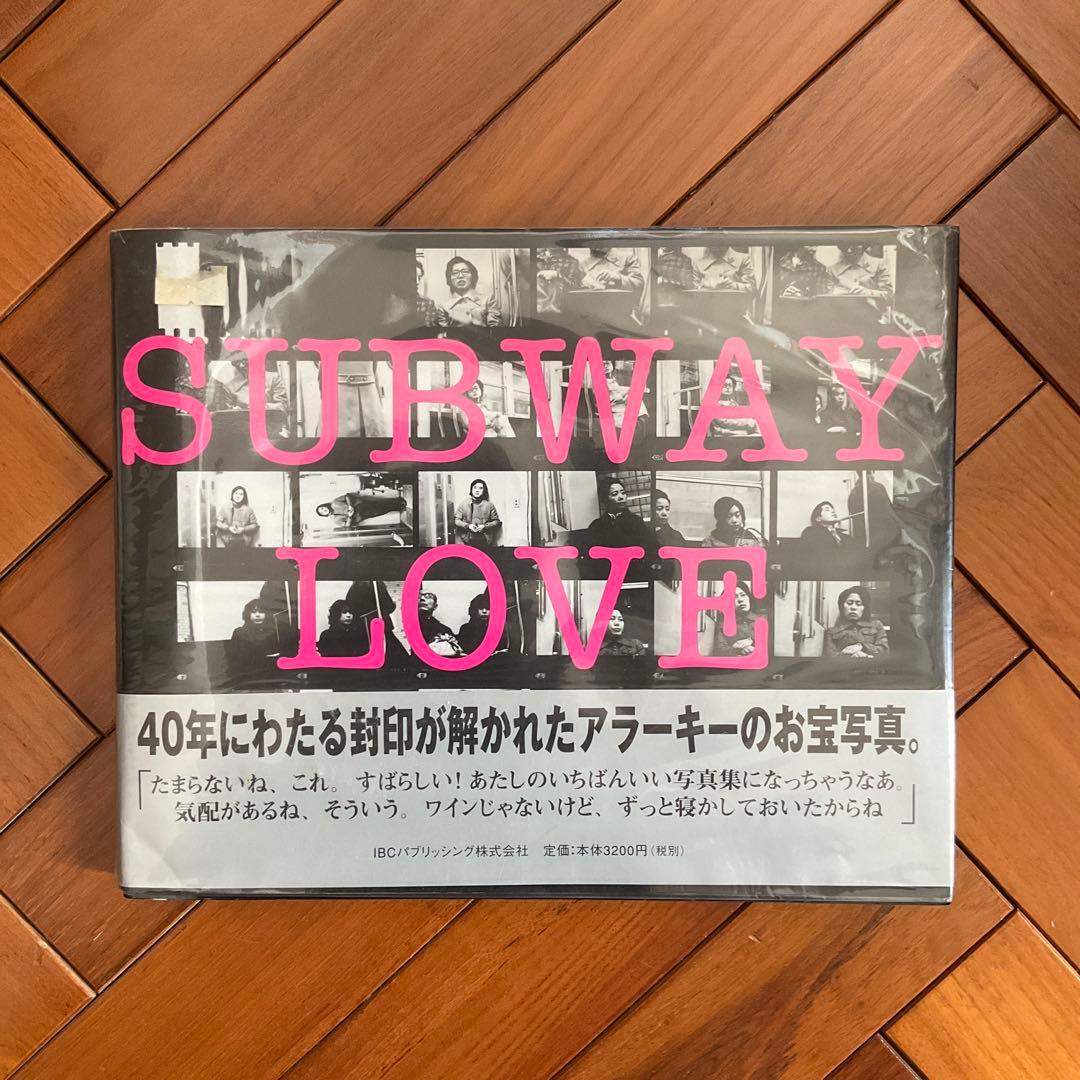 SUBWAY
LOVE
40年にわたる封印が解かれたアラーキーのお宝写真。
「たまらないね、これ。すばらしい！あたしのいちばんいい写真集になっちゃうなあ。
気配があるね、そういう。ワインじゃないけど、ずっと寝かしておいたからね」
IBCパブリッシング株式会社 定価:本体3200円(税別)